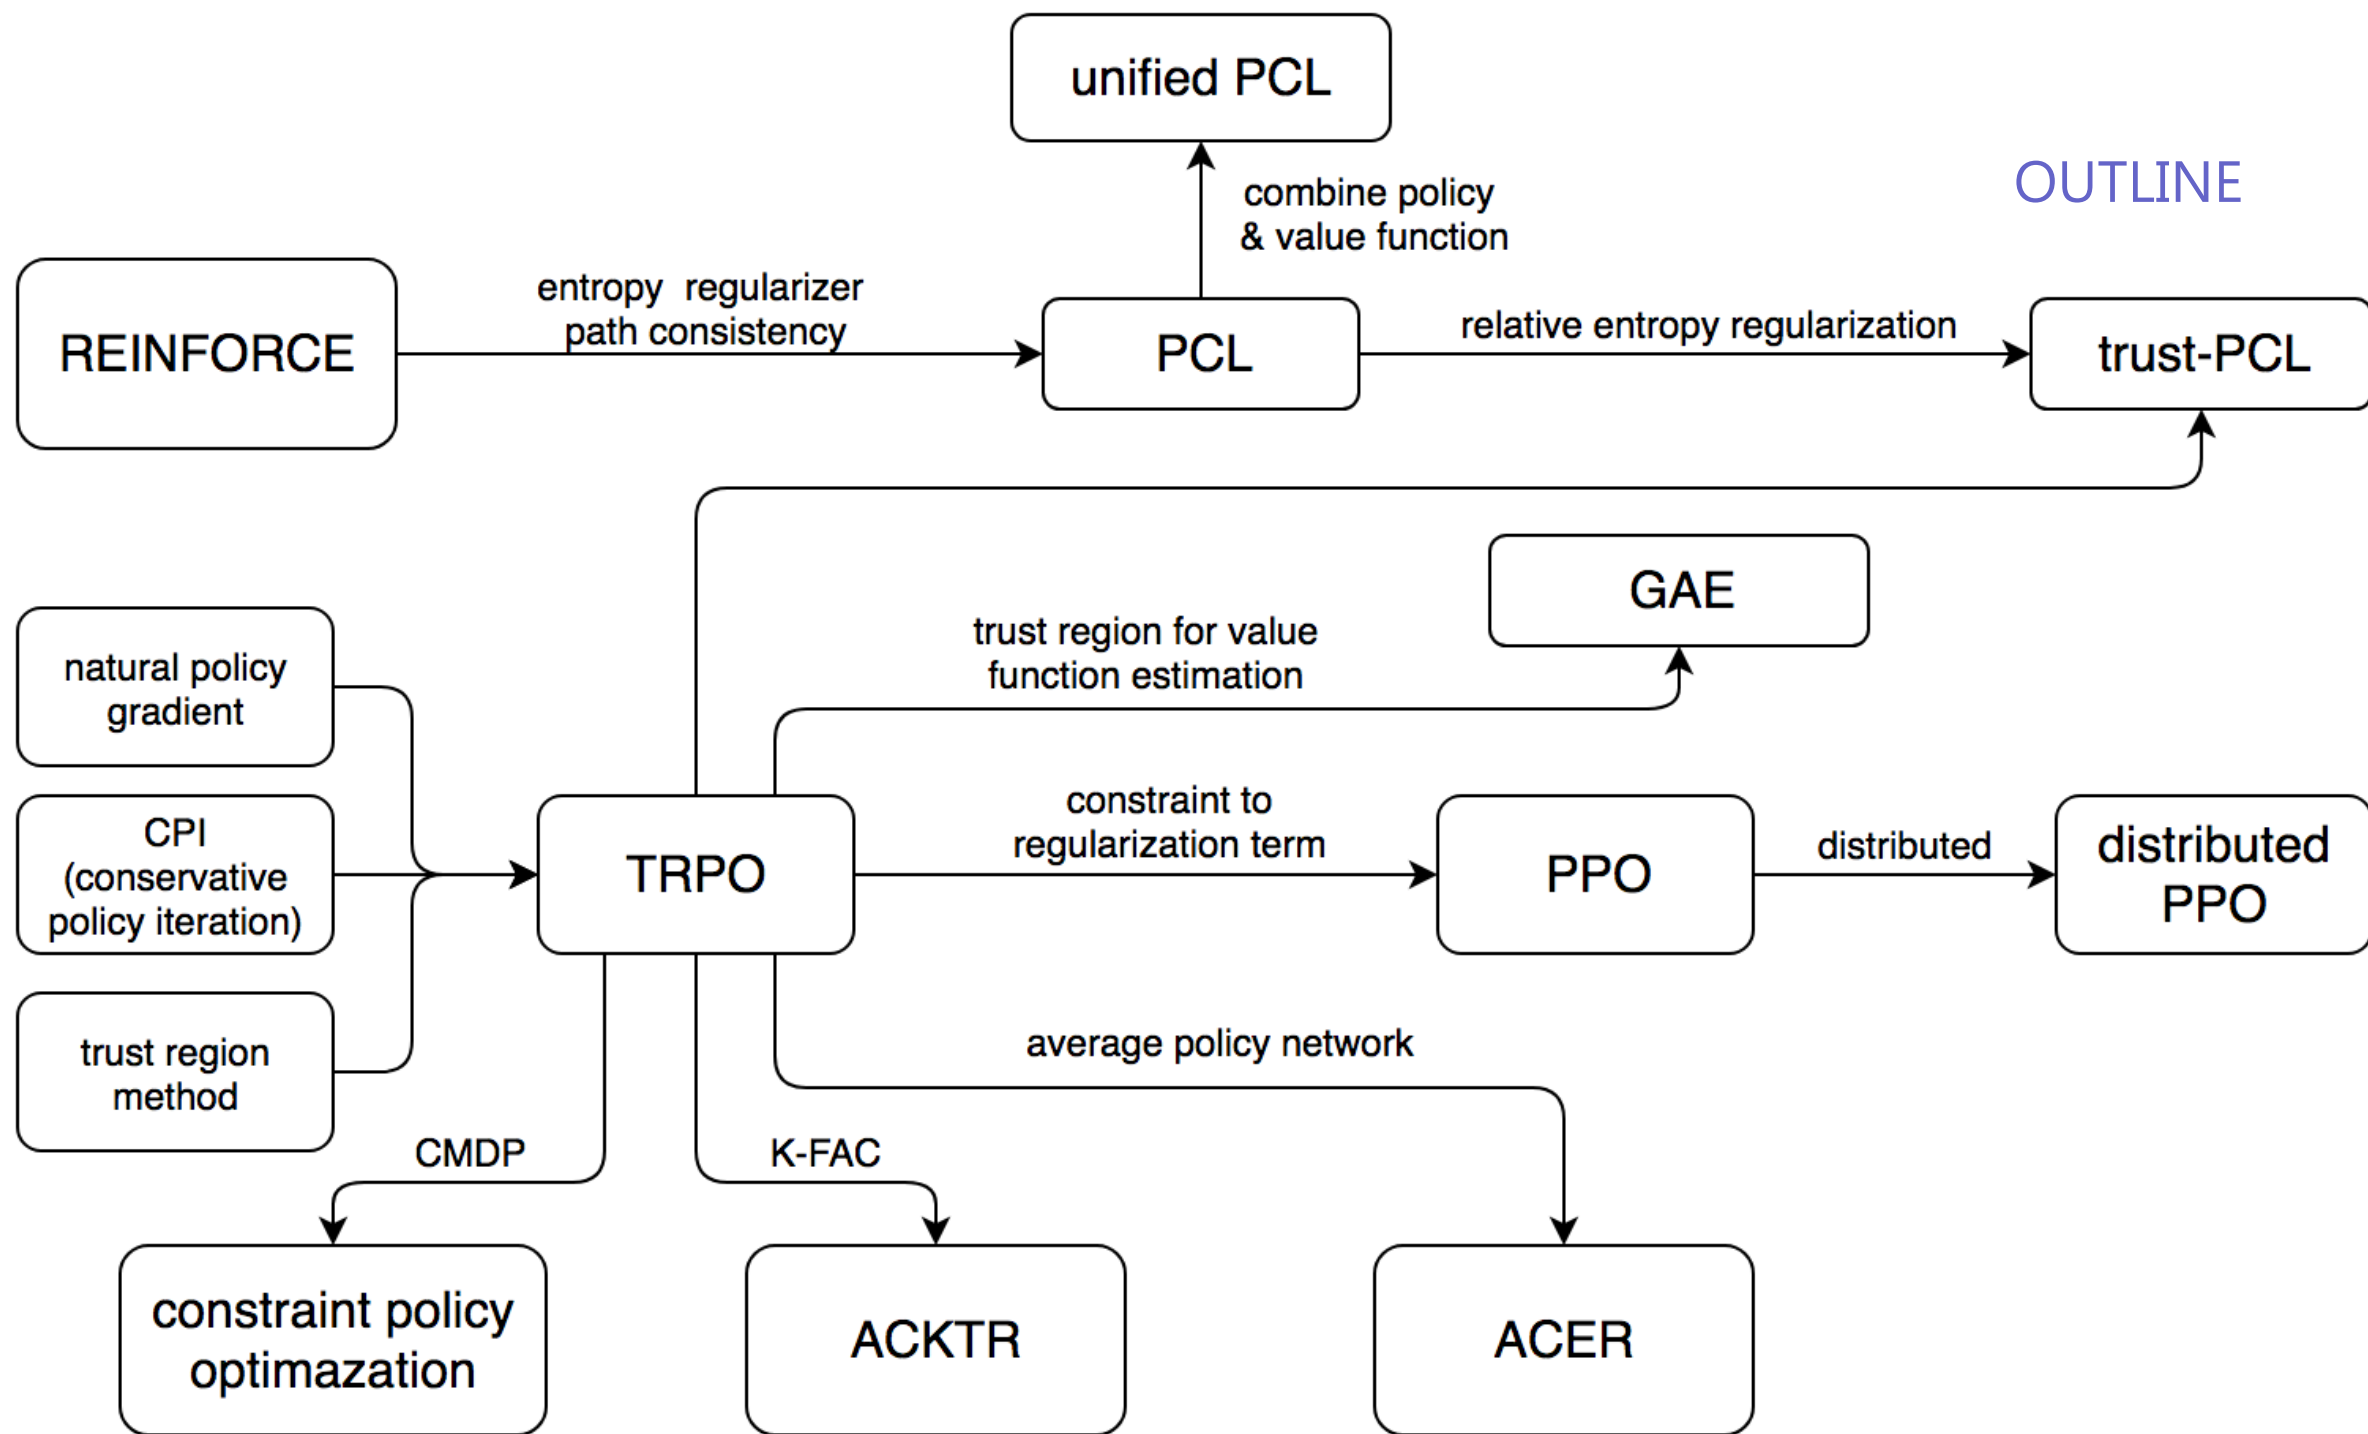 unified PCL
OUTLINE
combine policy
& value function
REINFORCE
entropy regularizer
path consistency
PCL
relative entropy regularization
trust-PCL
GAE
trust region for value
function estimation
natural policy
gradient
CPI
(conservative
policy iteration)
trust region
method
TRPO
constraint to
regularization term
PPO
distributed
distributed
PPO
average policy network
CMDP
K-FAC
constraint policy
optimazation
ACKTR
ACER